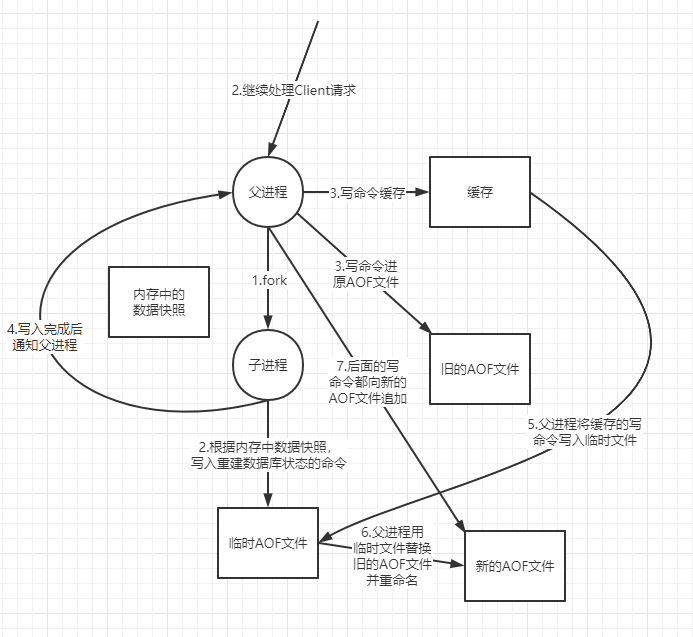 2.继续处理Client请求
父进程
3.写命令缓存
缓存
3.写命令进
原AOF文件
1.fork
内存中的
数据快照
4.写入完成后
通知父进程
子进程
7.后面的写
命令都向新的
AOF文件追加
旧的AOF文件
5.父进程将缓存的写
命令写入临时文件
2.根据内存中数据快照，
写入重建数据库状态的命令
临时AOF文件
6.父进程用
临时文件替换
旧的AOF文件
并重命名
新的AOF文件